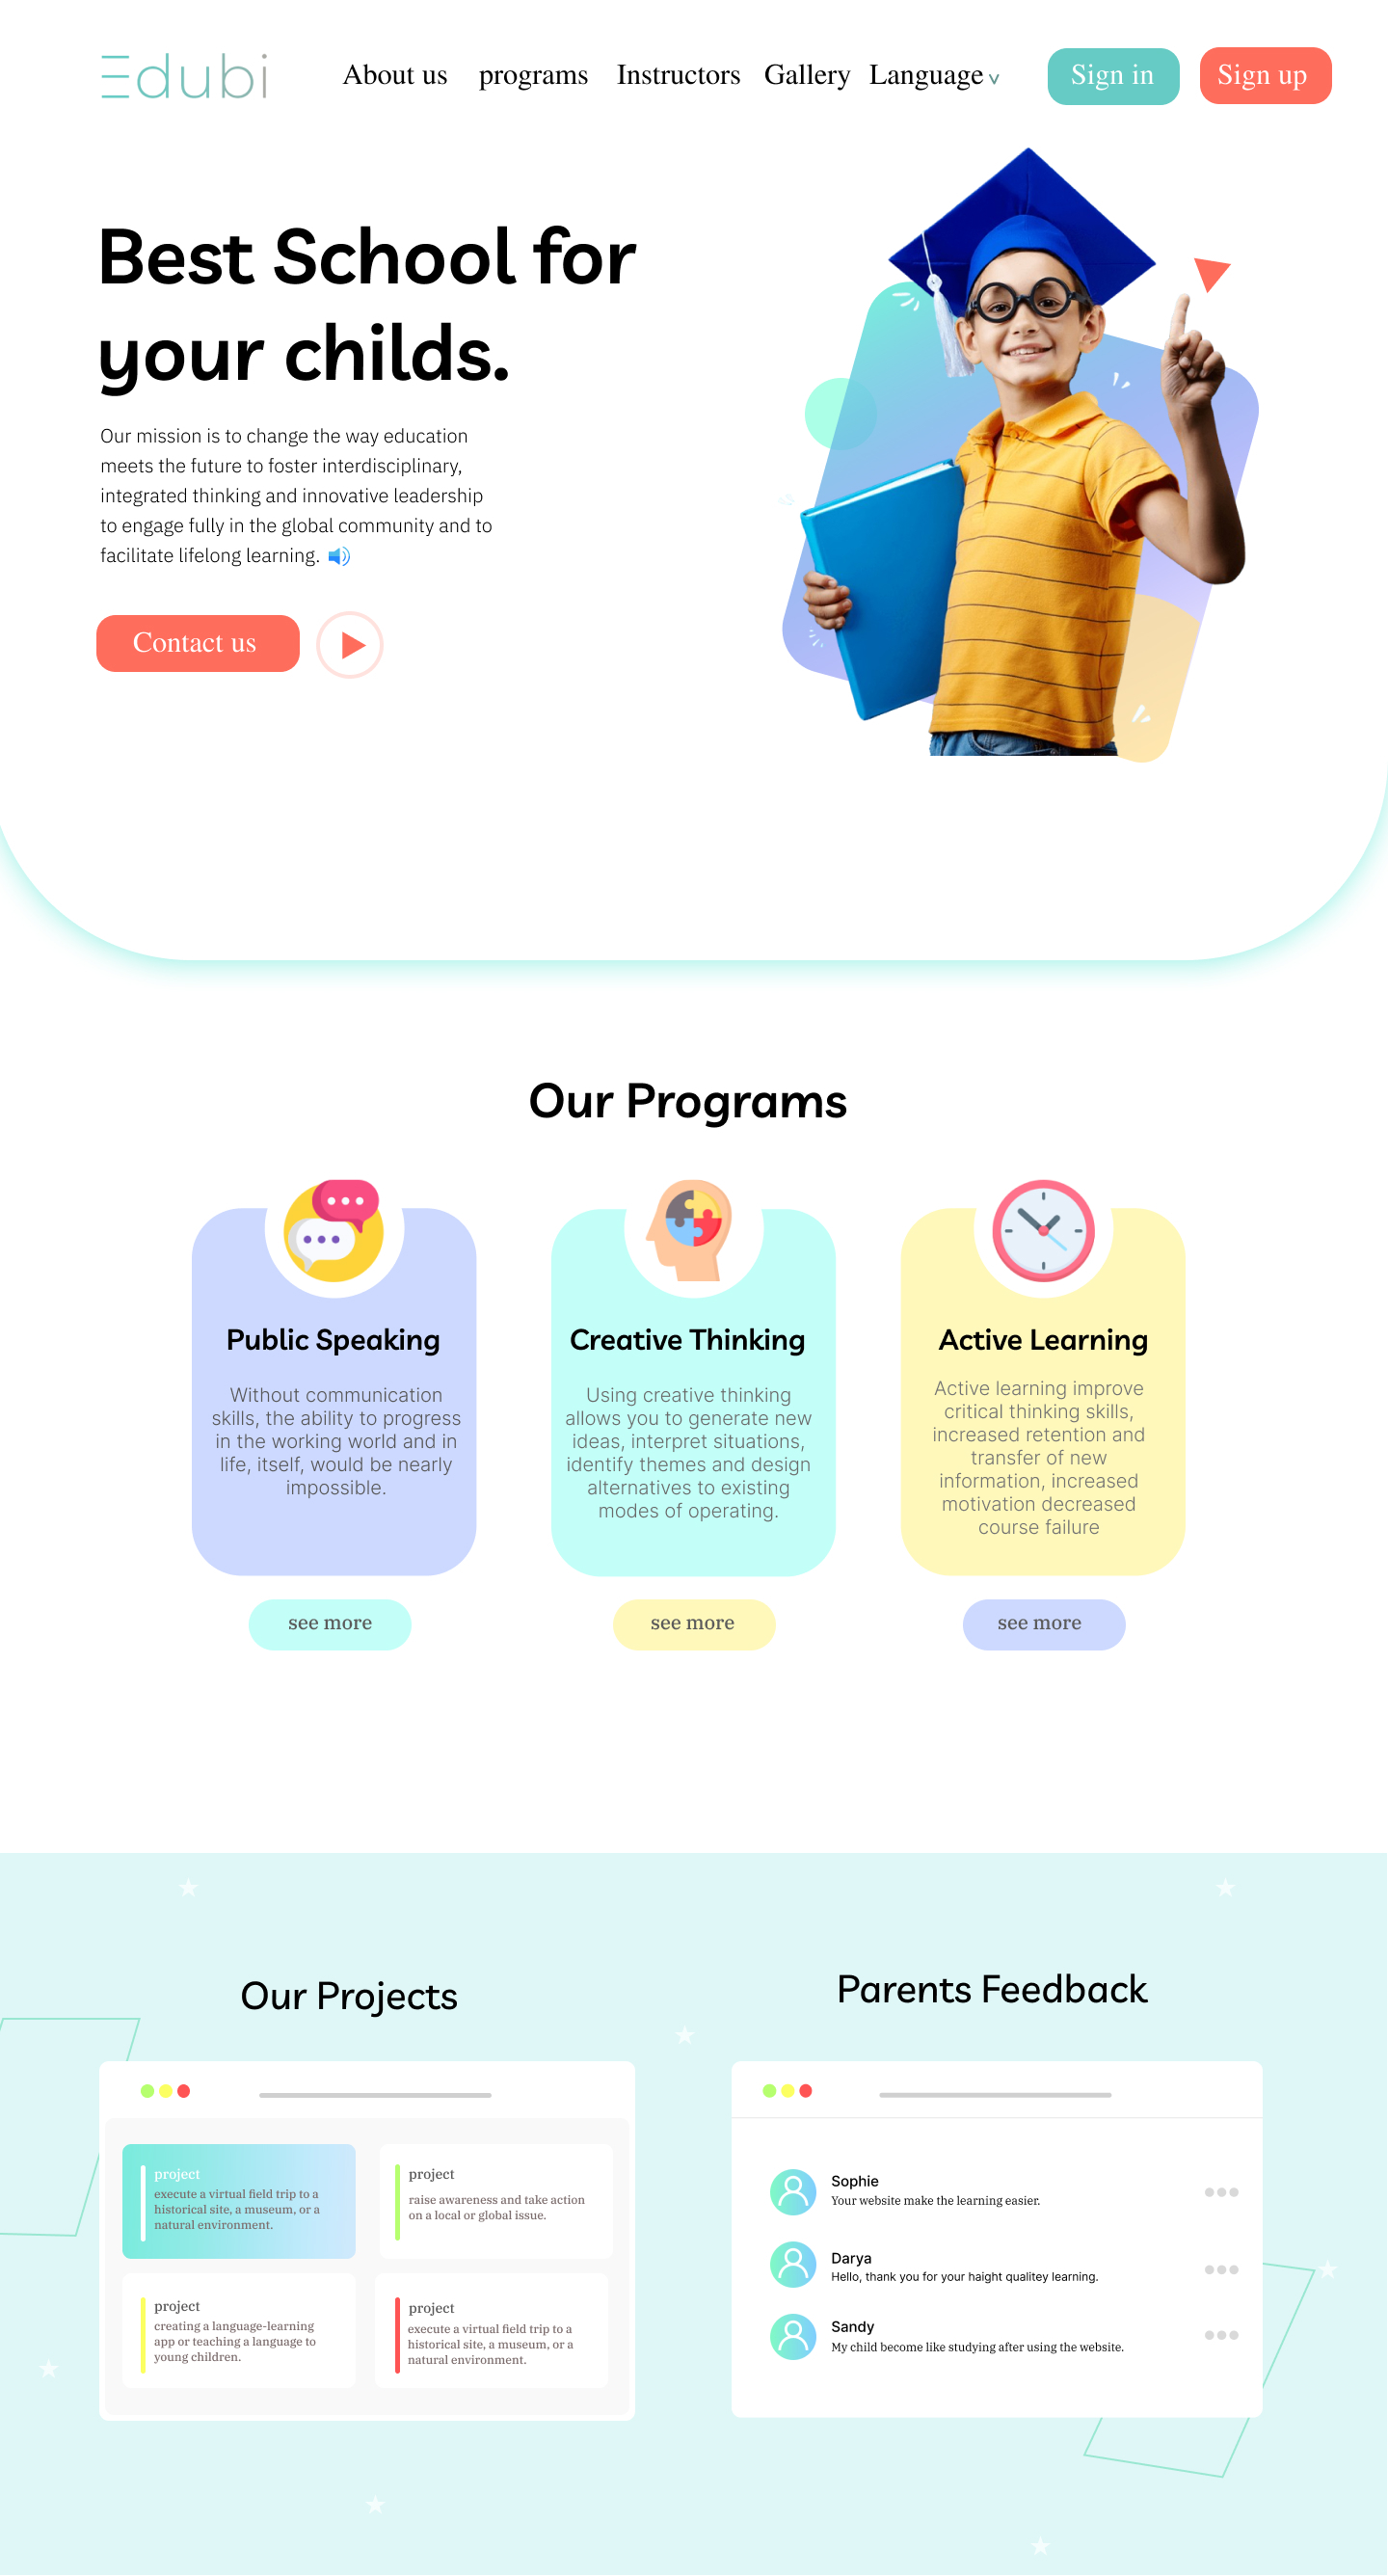 Edubi
About us programs Instructors Gallery Language v
Sign in
Sign up
Best School for
your childs.
Our mission is to change the way education
meets the future to foster interdisciplinary,
integrated thinking and innovative leadership
to engage fully in the global community and to
facilitate lifelong learning.
Contact us
Our Programs
Public Speaking
Without communication
skills, the ability to progress
in the working world and in
life, itself, would be nearly
impossible.
see more
Creative Thinking
Using creative thinking
allows you to generate new
ideas, interpret situations,
identify themes and design
alternatives to existing
modes of operating.
see more
Active Learning
Active learning improve
critical thinking skills,
increased retention and
transfer of new
information, increased
motivation decreased
course failure
see more
Our Projects
project
execute a virtual field trip to a
historical site, a museum, or a
natural environment.
project
raise awareness and take action
on a local or global issue.
project
creating a language-learning
app or teaching a language to
young children.
project
execute a virtual field trip to a
historical site, a museum, or a
natural environment.
Parents Feedback
Sophie
Your website make the learning easier.
Darya
Hello, thank you for your haight qualitey learning.
Sandy
My child become like studying after using the website.